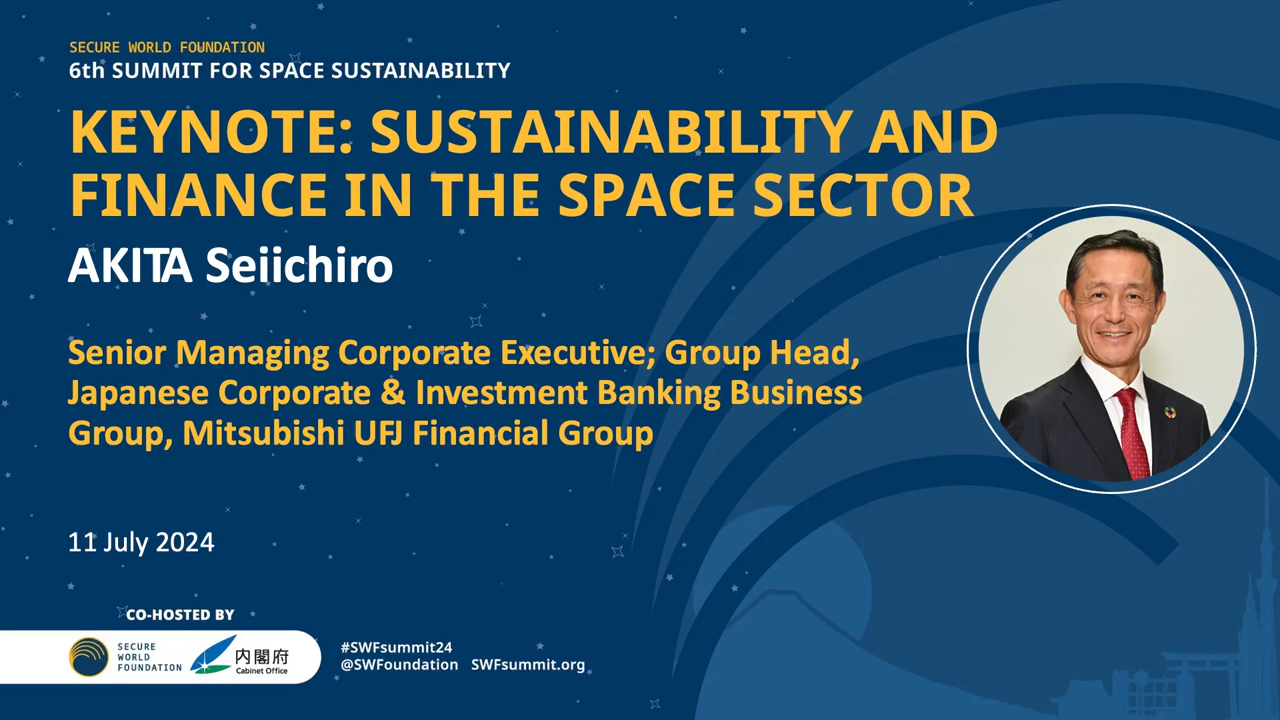 SECURE WORLD FOUNDATION
6th SUMMIT FOR SPACE SUSTAINABILITY
KEYNOTE: SUSTAINABILITY AND
FINANCE IN THE SPACE SECTOR
AKITA Seiichiro
Senior Managing Corporate Executive; Group Head,
Japanese Corporate & Investment Banking Business
Group, Mitsubishi UFJ Financial Group
11 July 2024
CO-HOSTED BY
SECURE
WORLD
FOUNDATION
内閣府
Cabinet Office
#SWFsummit24
@SWFoundation SWFsummit.org